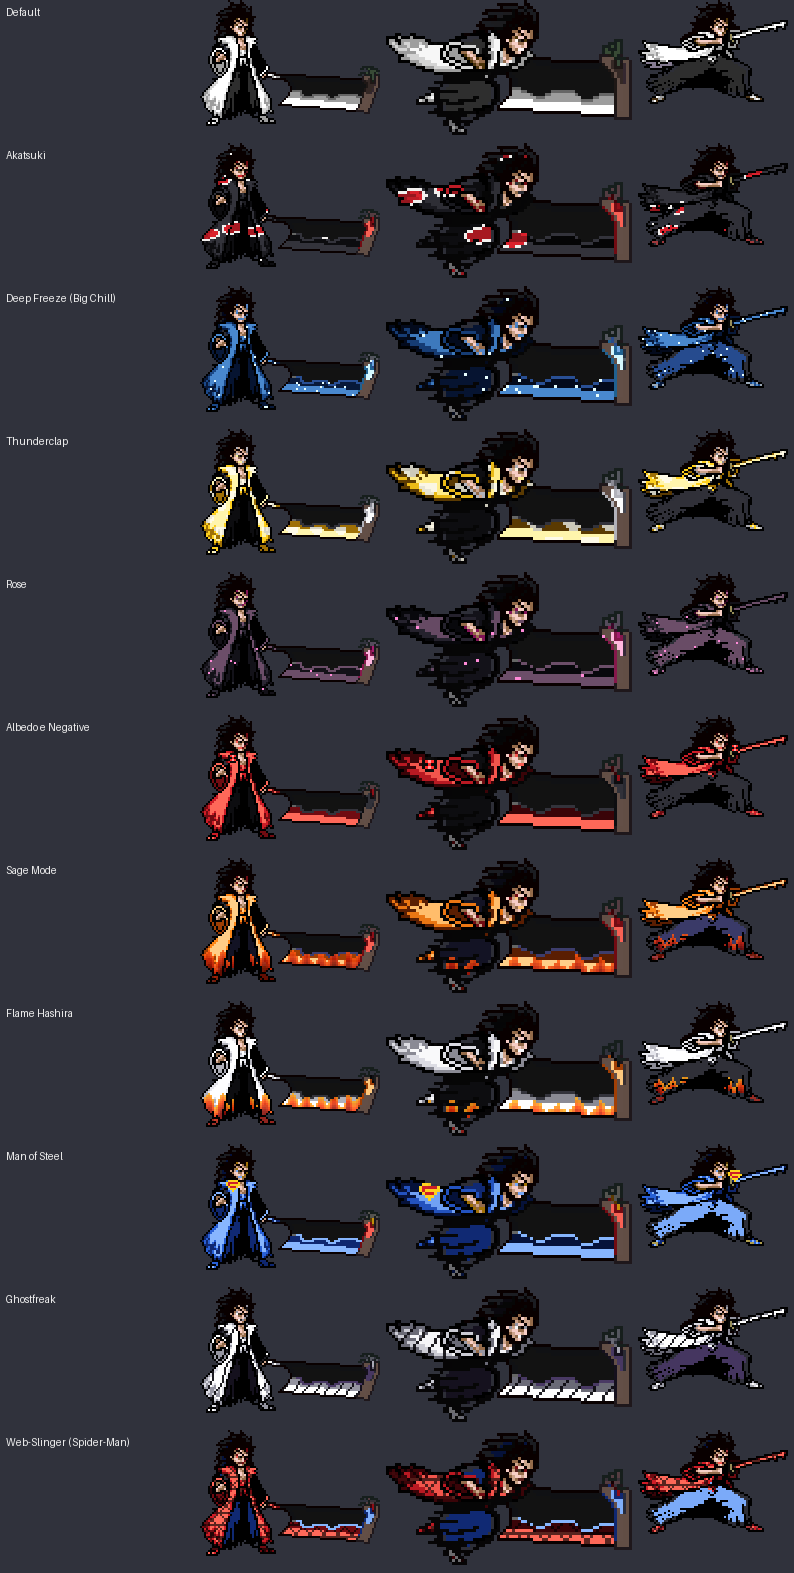 Default
Akatsuki
Deep Freeze (Big Chill)
Thunderclap
Rose
Albedo e Negative
Sage Mode
Flame Hashira
Man of Steel
Ghostfreak
Web-Slinger (Spider-Man)